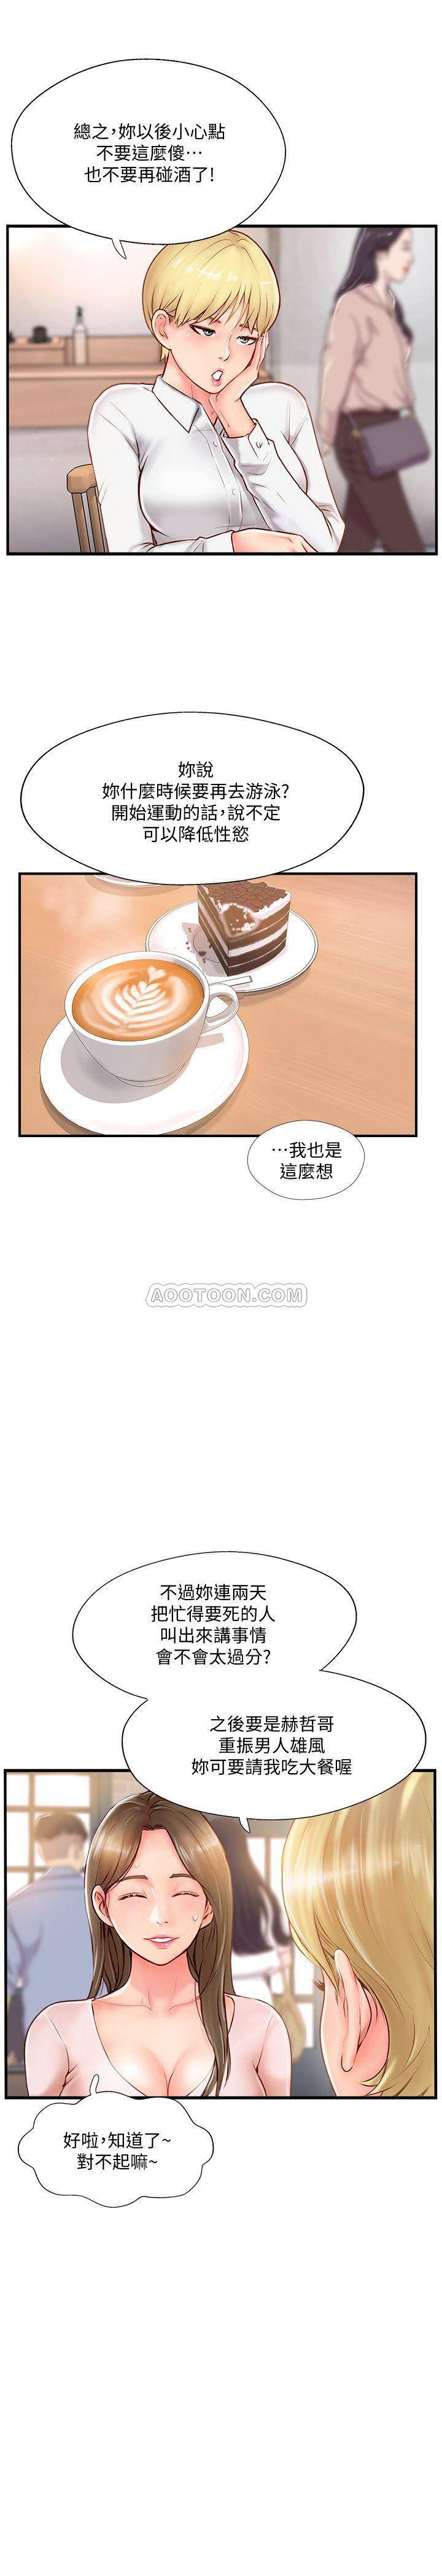 總之，妳以後小心點
不要這麼傻…
也不要再碰酒了!
妳說
妳什麼時候要再去游泳?
開始運動的話，說不定
可以降低性慾
…我也是
這麼想
AOOTOON.COM
不過妳連兩天
把忙得要死的人
叫出來講事情
會不會太過分?
之後要是赫哲哥
重振男人雄風
妳可要請我吃大餐喔
好啦，知道了~
對不起嘛~